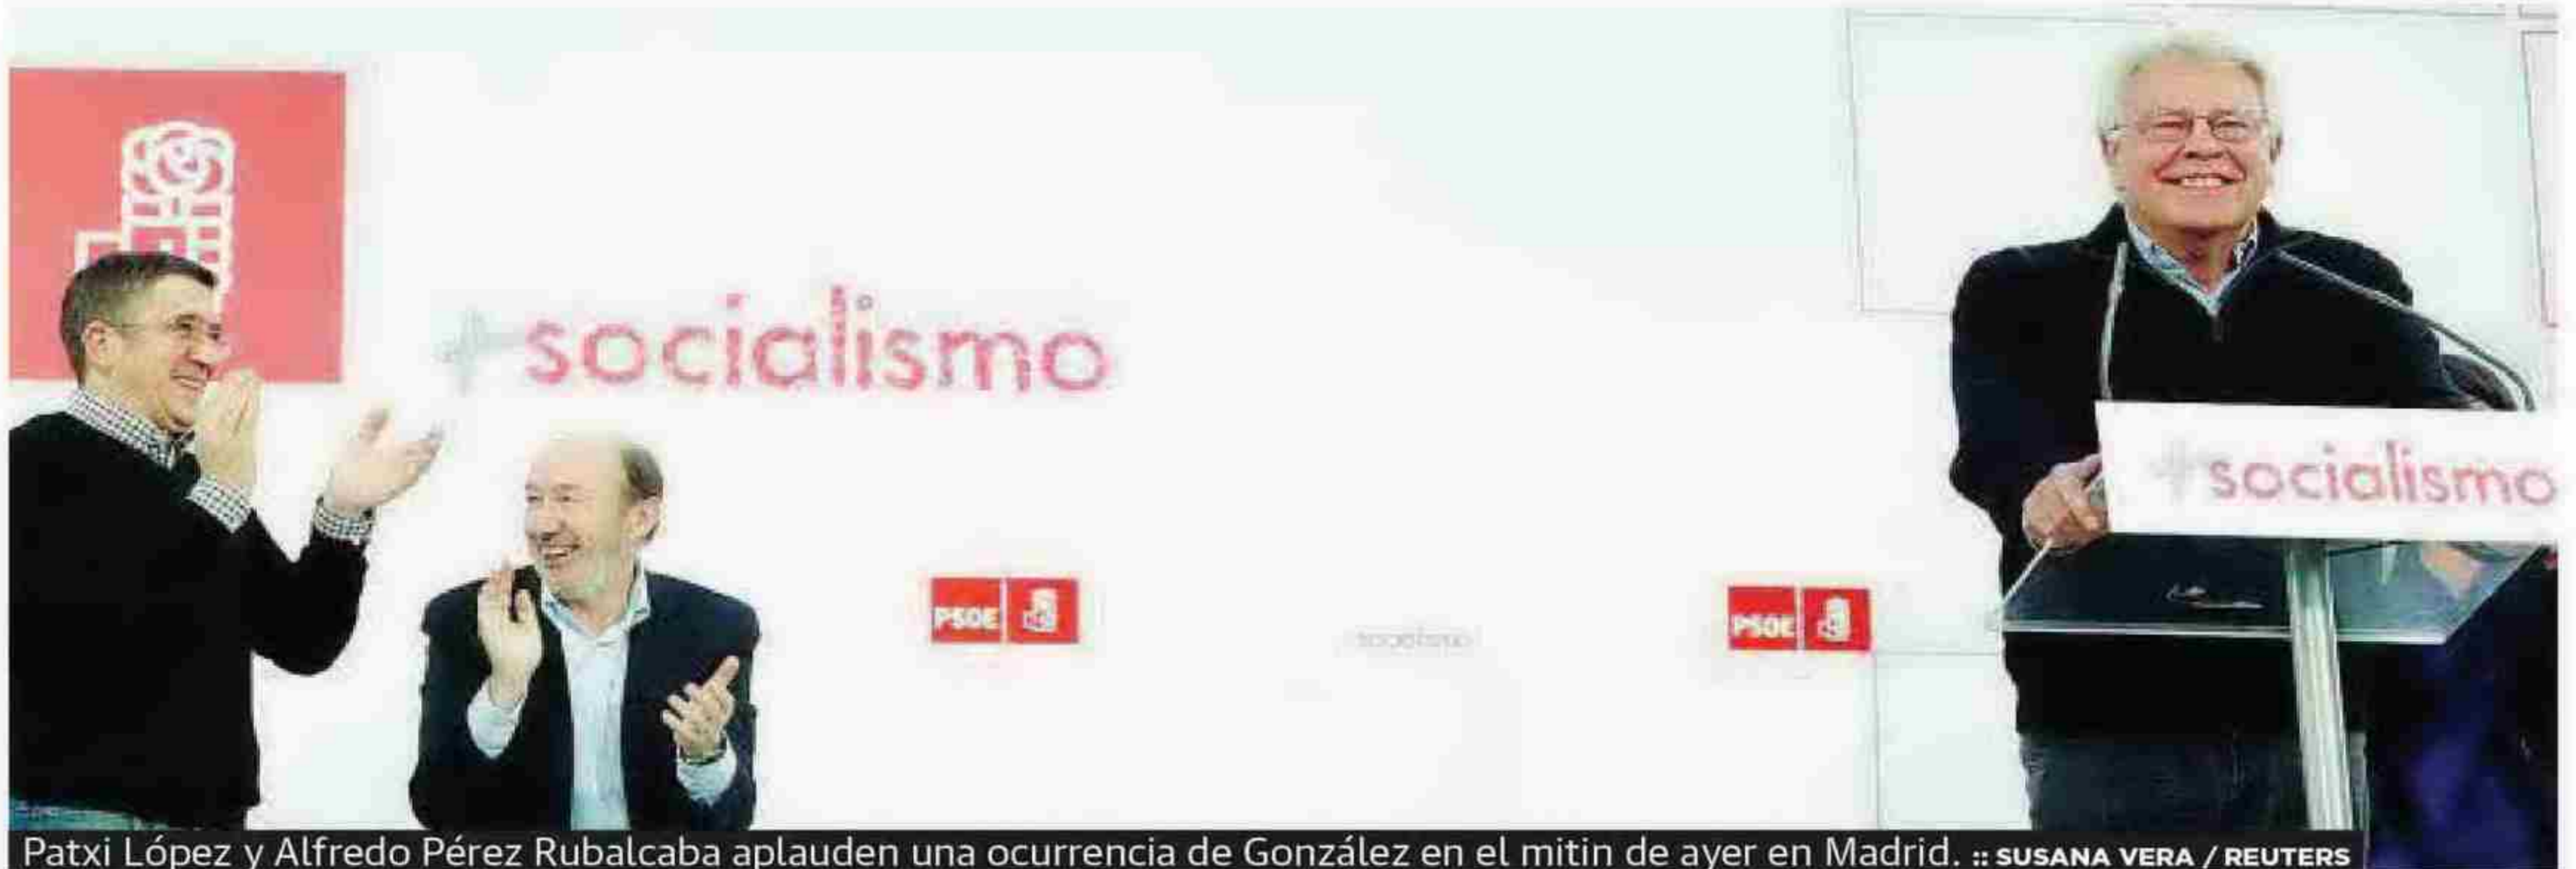 +socialismo
+socialismo
PSOE
PSOE
socialismo
Patxi López y Alfredo Pérez Rubalcaba aplauden una ocurrencia de González en el mitin de ayer en Madrid. :: SUSANA VERA / REUTERS